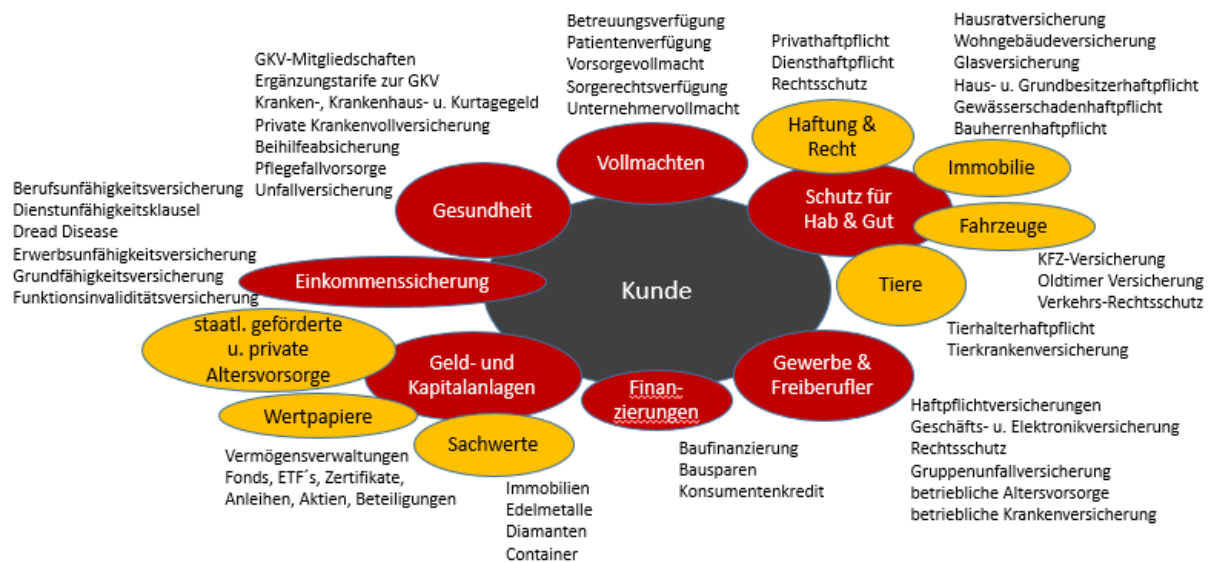 Betreuungsverfügung
Patientenverfügung
Vorsorgevollmacht
Sorgerechtsverfügung
Unternehmervollmacht
Vollmachten
Privathaftpflicht
Diensthaftpflicht
Rechtsschutz
Haftung &
Recht
Hausratversicherung
Wohngebäudeversicherung
Glasversicherung
Haus- u. Grundbesitzerhaftpflicht
Gewässerschadenhaftpflicht
Bauherrenhaftpflicht
Immobilie
Schutz für
Hab & Gut
Fahrzeuge
KFZ-Versicherung
Oldtimer Versicherung
Verkehrs-Rechtsschutz
Tiere
Tierhalterhaftpflicht
Tierkrankenversicherung
GKV-Mitgliedschaften
Ergänzungstarife zur GKV
Kranken-, Krankenhaus- u. Kurtagegeld
Private Krankenvollversicherung
Beihilfeabsicherung
Pflegefallvorsorge
Unfallversicherung
Gesundheit
Berufsunfähigkeitsversicherung
Dienstunfähigkeitsklausel
Dread Disease
Erwerbsunfähigkeitsversicherung
Grundfähigkeitsversicherung
Funktionsinvaliditätsversicherung
Einkommenssicherung
Kunde
staatl. geförderte
u. private
Altersvorsorge
Geld- und
Kapitalanlagen
Wertpapiere
Vermögensverwaltungen
Fonds, ETF´s, Zertifikate,
Anleihen, Aktien, Beteiligungen
Sachwerte
Immobilien
Edelmetalle
Diamanten
Container
Finan-
zierungen
Baufinanzierung
Bausparen
Konsumentenkredit
Gewerbe &
Freiberufler
Haftpflichtversicherungen
Geschäfts- u. Elektronikversicherung
Rechtsschutz
Gruppenunfallversicherung
betriebliche Altersvorsorge
betriebliche Krankenversicherung